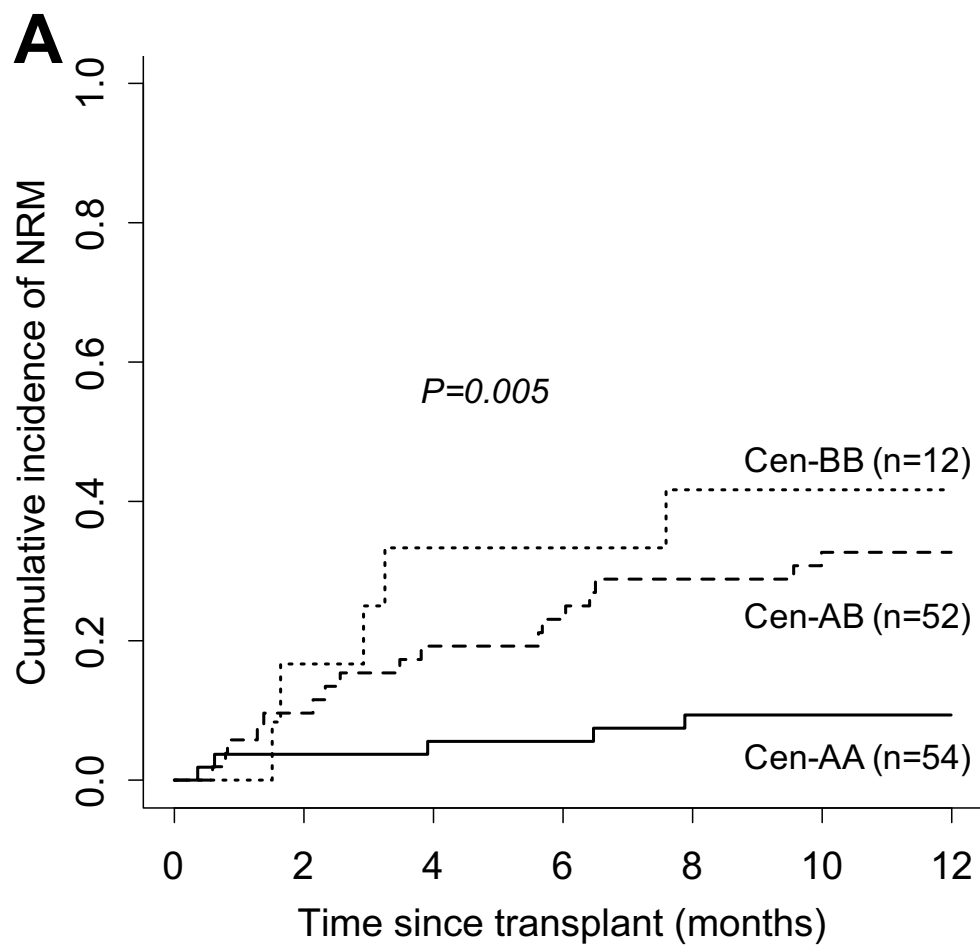 A
Cumulative incidence of NRM
1.0
0.8
0.6
0.4
0.2
0.0
P=0.005
Cen-BB (n=12)
Cen-AB (n=52)
Cen-AA (n=54)
0 2 4 6 8 10 12
Time since transplant (months)